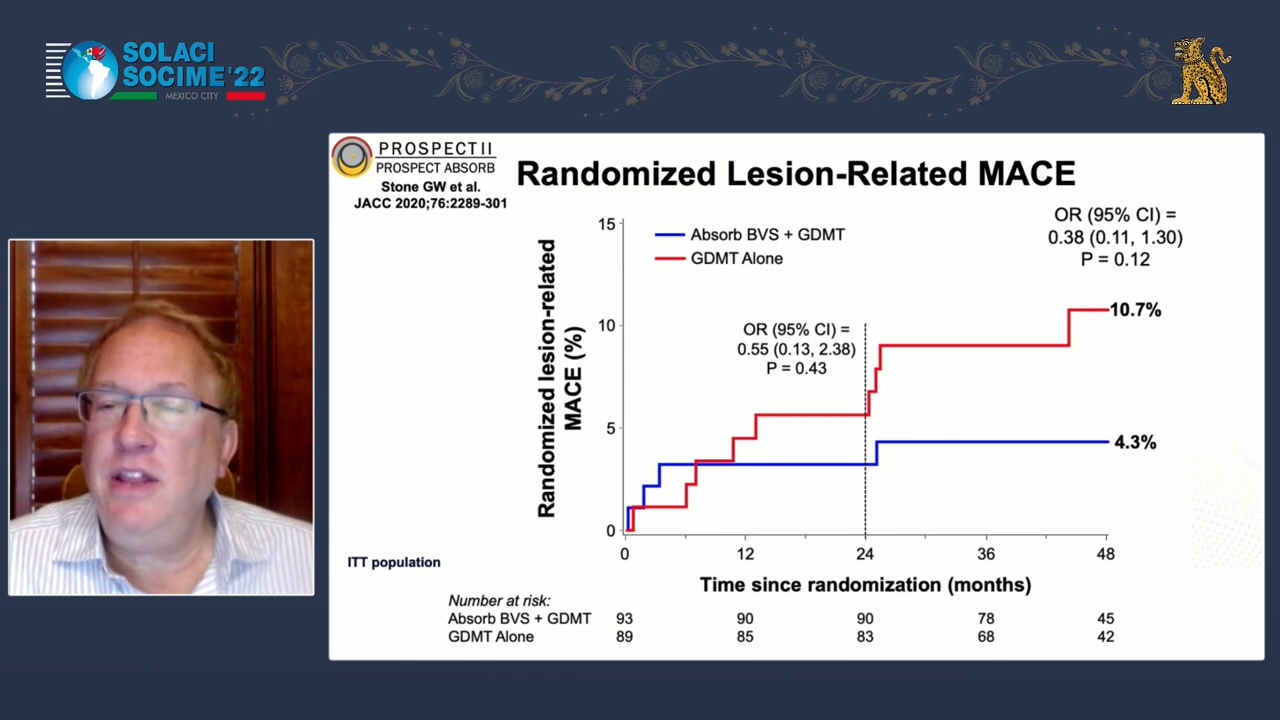 SOLACI
SOCIME'22
MEXICO CITY
PROSPECT II
PROSPECT ABSORB
Stone GW et al.
JACC 2020;76:2289-301
Randomized Lesion-Related MACE
OR (95% CI) =
0.38 (0.11, 1.30)
P = 0.12
Absorb BVS + GDMT
GDMT Alone
Randomized lesion-related
MACE (%)
15
10
5
0
OR (95% CI) =
0.55 (0.13, 2.38)
P = 0.43
10.7%
4.3%
0 12 24 36 48
Time since randomization (months)
ITT population
Number at risk:
Absorb BVS + GDMT 93 90 90 78 45
GDMT Alone 89 85 83 68 42